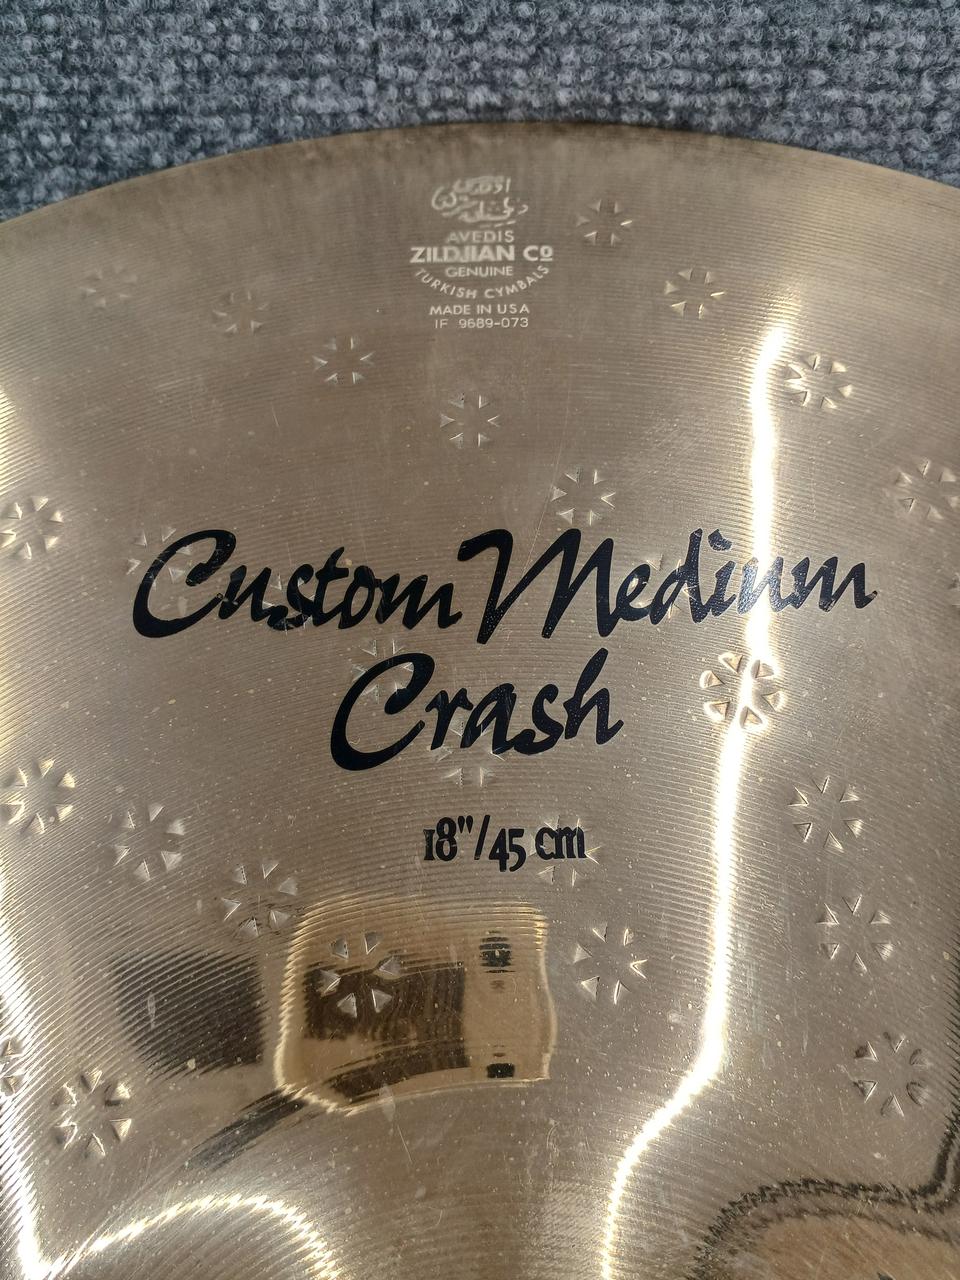 AVEDIS
ZILDJIAN Co
GENUINE
TURKISH CYMBALS
MADE IN USA
IF 9689-073
Custom Medium
Crash
18"/45 cm